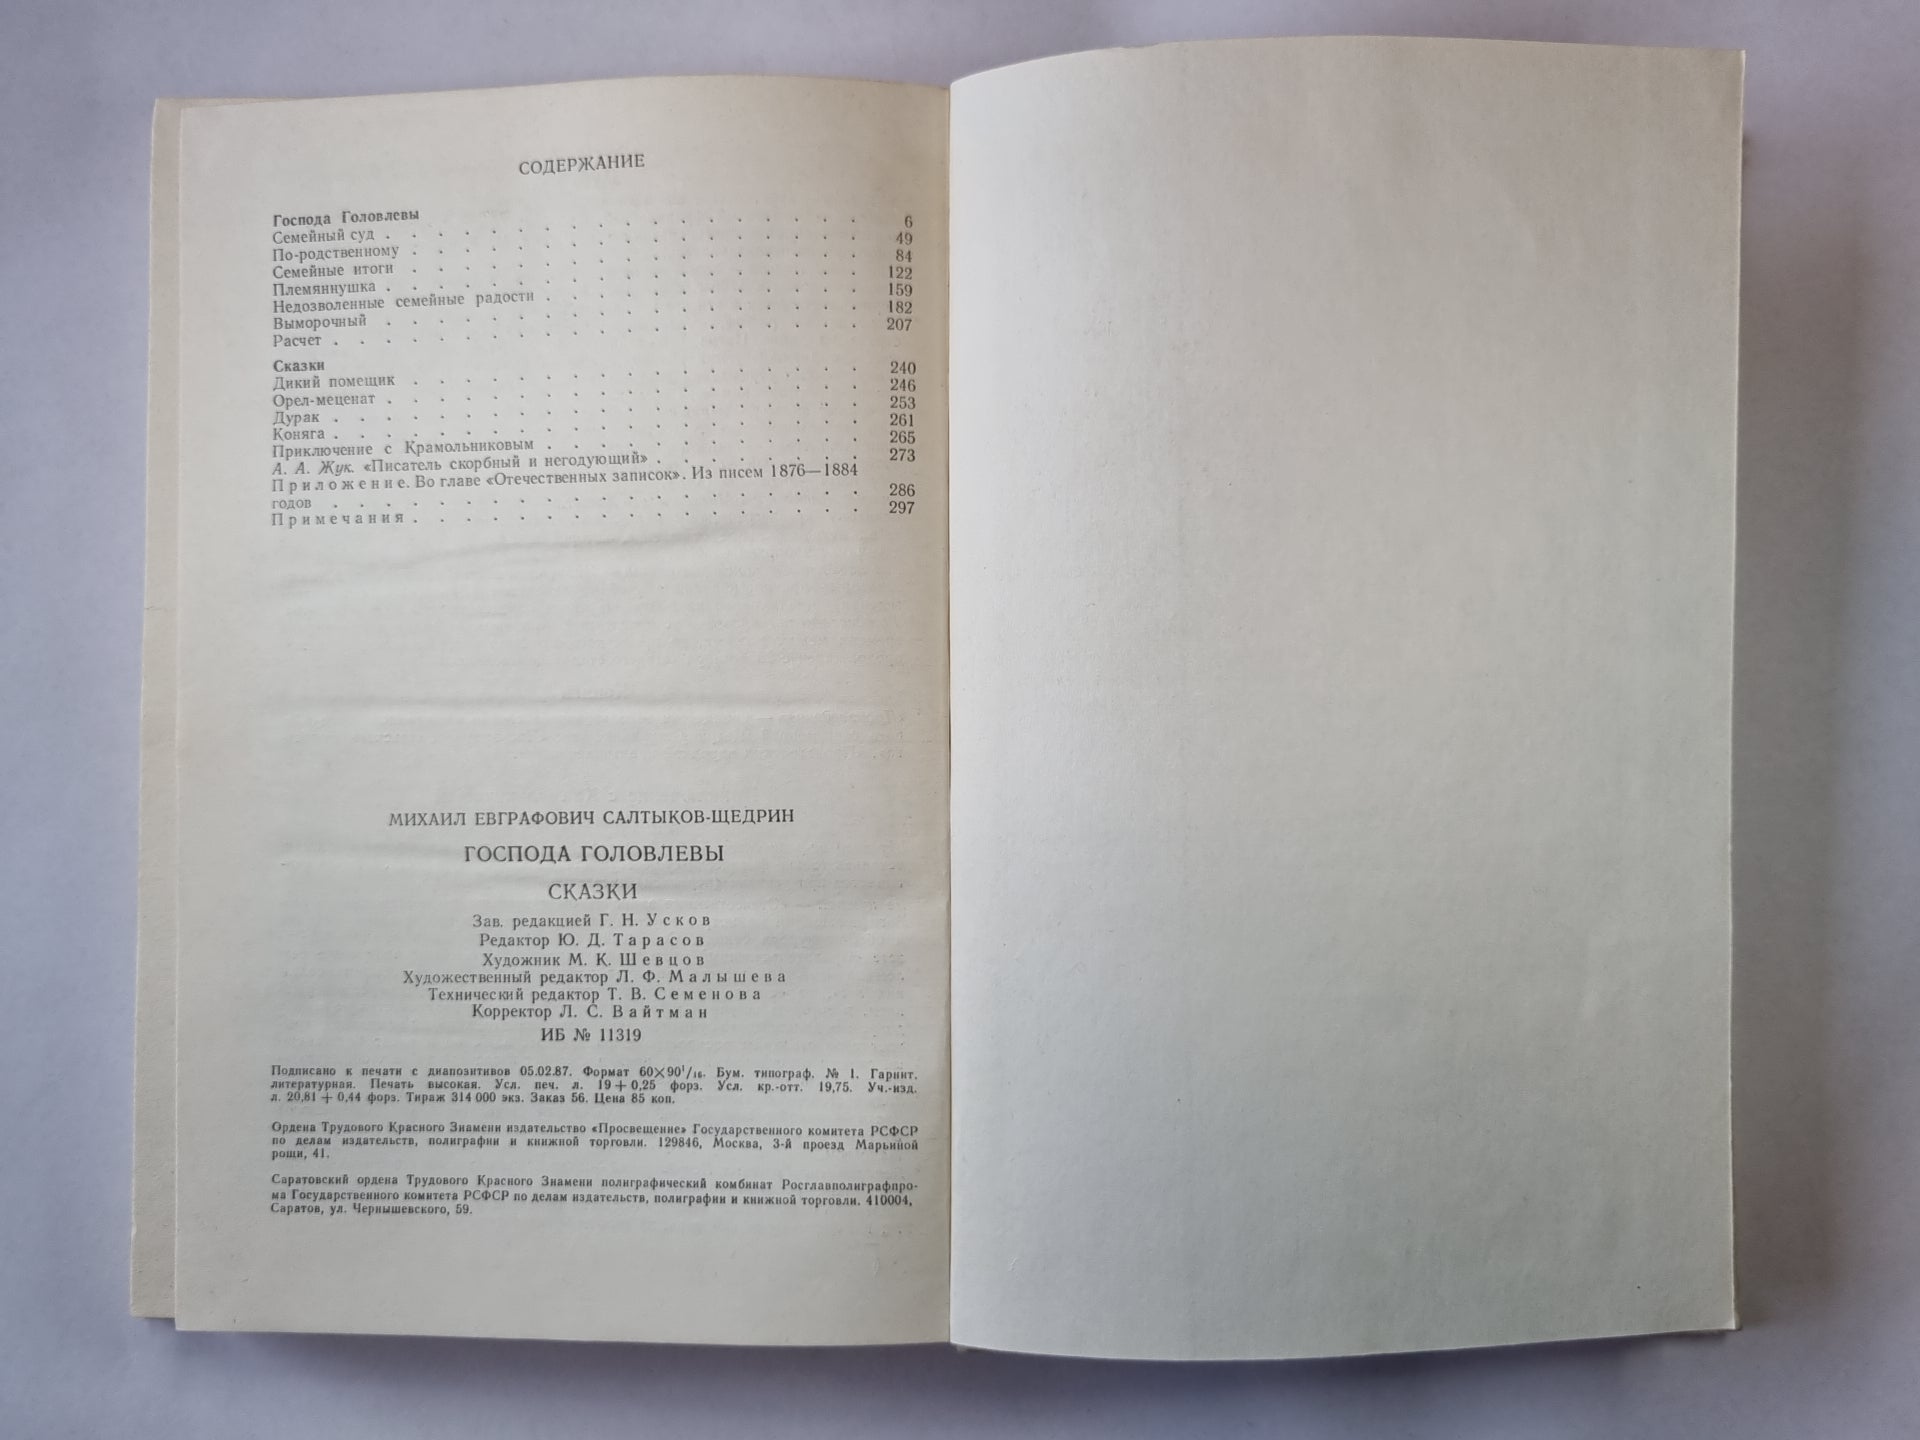 СОДЕРЖАНИЕ
Господа Головлевы
Семейный суд . . . . . . . . . . . . . . . . . . 6
По-родственному . . . . . . . . . . . . . . . . . 49
Семейные итоги . . . . . . . . . . . . . . . . . 84
Племяннушка . . . . . . . . . . . . . . . . . . 122
Недозволенные семейные радости . . . . . . . . . . . . 159
Выморочный . . . . . . . . . . . . . . . . . . 182
Расчет . . . . . . . . . . . . . . . . . . . . 207
Сказки
Дикий помещик . . . . . . . . . . . . . . . . . 240
Орел-меценат . . . . . . . . . . . . . . . . . . 246
Дурак . . . . . . . . . . . . . . . . . . . . 253
Коняга . . . . . . . . . . . . . . . . . . . . 261
Приключение с Крамольниковым . . . . . . . . . . . . 265
А. А. Жук. «Писатель скорбный и негодующий» . . . . . . . . 273
Приложение. Во главе «Отечественных записок». Из писем 1876—1884
годов . . . . . . . . . . . . . . . . . . . . 286
Примечания . . . . . . . . . . . . . . . . . . 297
МИХАИЛ ЕВГРАФОВИЧ САЛТЫКОВ-ЩЕДРИН
ГОСПОДА ГОЛОВЛЕВЫ
СКАЗКИ
Зав. редакцией Г. Н. Усков
Редактор Ю. Д. Тарасов
Художник М. К. Шевцов
Художественный редактор Л. Ф. Малышева
Технический редактор Т. В. Семенова
Корректор Л. С. Вайтман
ИБ № 11319
Подписано к печати с диапозитивов 05.02.87. Формат 60×90¹/₁₆. Бум. типограф. № 1. Гарнит.
литературная. Печать высокая. Усл. печ. л. 19+0,25 форз. Усл. кр.-отт. 19,75. Уч.-изд.
л. 20,81+0,44 форз. Тираж 314 000 экз. Заказ 56. Цена 85 коп.
Ордена Трудового Красного Знамени издательство «Просвещение» Государственного комитета РСФСР
по делам издательств, полиграфии и книжной торговли. 129846, Москва, 3-й проезд Марьиной
рощи, 41.
Саратовский ордена Трудового Красного Знамени полиграфический комбинат Росглавполиграфпро-
ма Государственного комитета РСФСР по делам издательств, полиграфии и книжной торговли. 410004,
Саратов, ул. Чернышевского, 59.